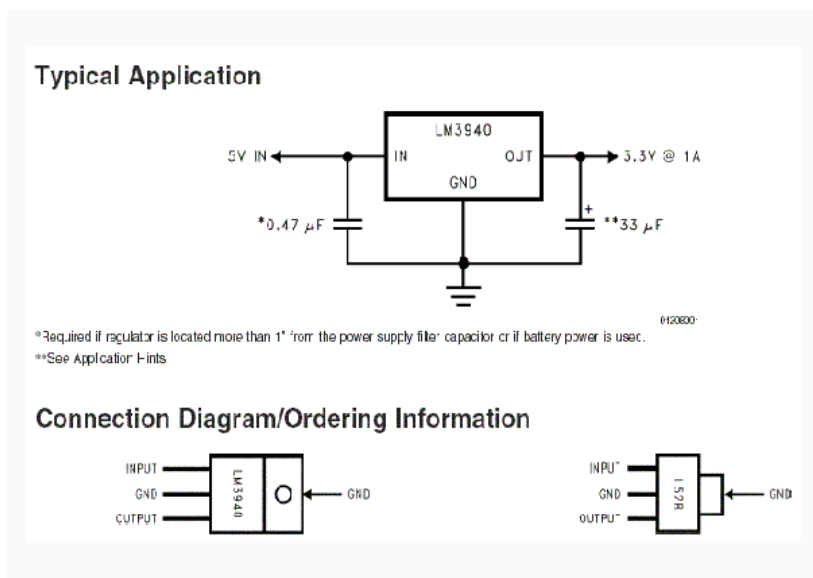 Typical Application
LM3940
5V IN
IN
OUT
3.3V @ 1A
GND
*0.47 μF
+
**33 μF
*Required if regulator is located more than 1" from the power supply filter capacitor or if battery power is used.
**See Application Hints
Connection Diagram/Ordering Information
INPUT
GND
OUTPUT
LM3940
GND
INPUT
GND
OUTPUT
L52B
GND